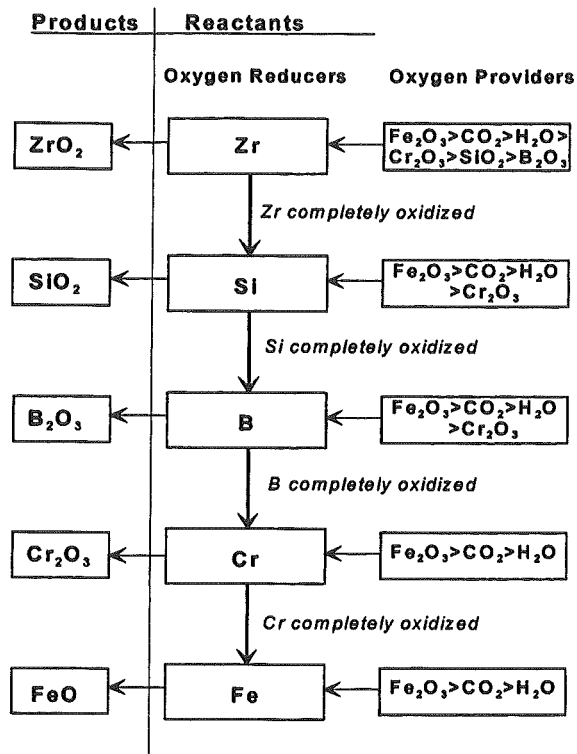 Products Reactants
Oxygen Reducers Oxygen Providers
ZrO₂ Zr Fe₂O₃>CO₂>H₂O>
Cr₂O₃>SiO₂>B₂O₃
Zr completely oxidized
SiO₂ Si Fe₂O₃>CO₂>H₂O
>Cr₂O₃
Si completely oxidized
B₂O₃ B Fe₂O₃>CO₂>H₂O
>Cr₂O₃
B completely oxidized
Cr₂O₃ Cr Fe₂O₃>CO₂>H₂O
Cr completely oxidized
FeO Fe Fe₂O₃>CO₂>H₂O